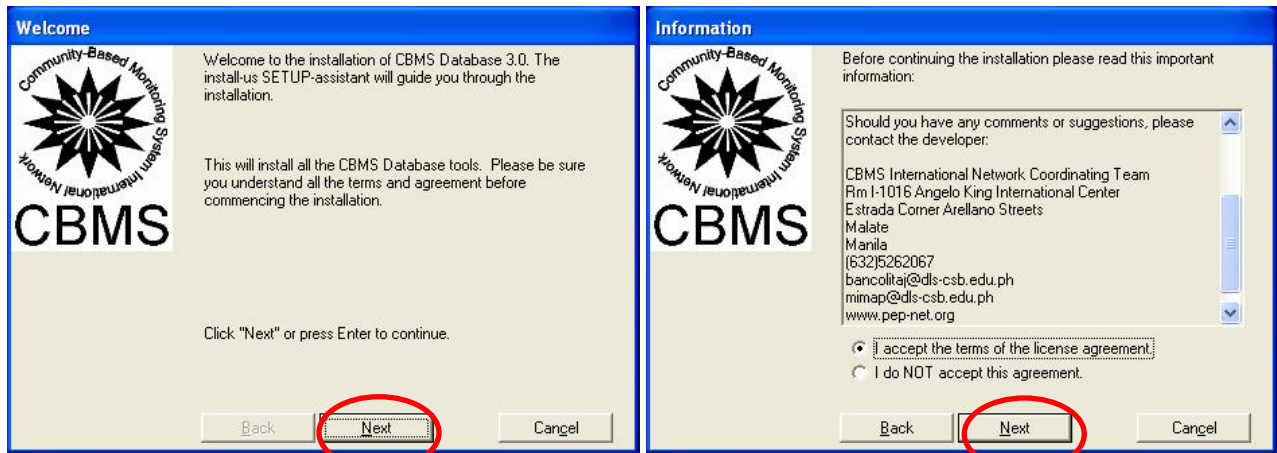 Welcome
Community-Based Monitoring System International Network
CBMS
Welcome to the installation of CBMS Database 3.0. The
install-us SETUP-assistant will guide you through the
installation.
This will install all the CBMS Database tools. Please be sure
you understand all the terms and agreement before
commencing the installation.
Click "Next" or press Enter to continue.
Back
Next
Cancel
Information
Community-Based Monitoring System International Network
CBMS
Before continuing the installation please read this important
information:
Should you have any comments or suggestions, please
contact the developer:
CBMS International Network Coordinating Team
Rm I-1016 Angelo King International Center
Estrada Corner Arellano Streets
Malate
Manila
(632)5262067
bancolitaj@dls-csb.edu.ph
mimap@dls-csb.edu.ph
www.pep-net.org
I accept the terms of the license agreement.
I do NOT accept this agreement.
Back
Next
Cancel